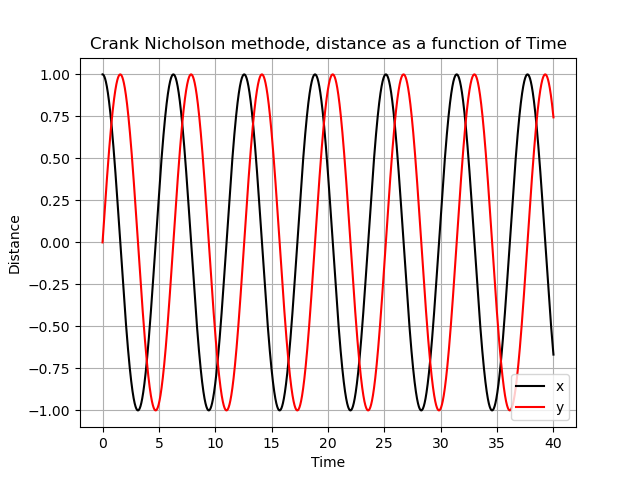 Crank Nicholson methode, distance as a function of Time
1.00
0.75
0.50
0.25
0.00
−0.25
−0.50
−0.75
−1.00
Distance
x
y
0 5 10 15 20 25 30 35 40
Time